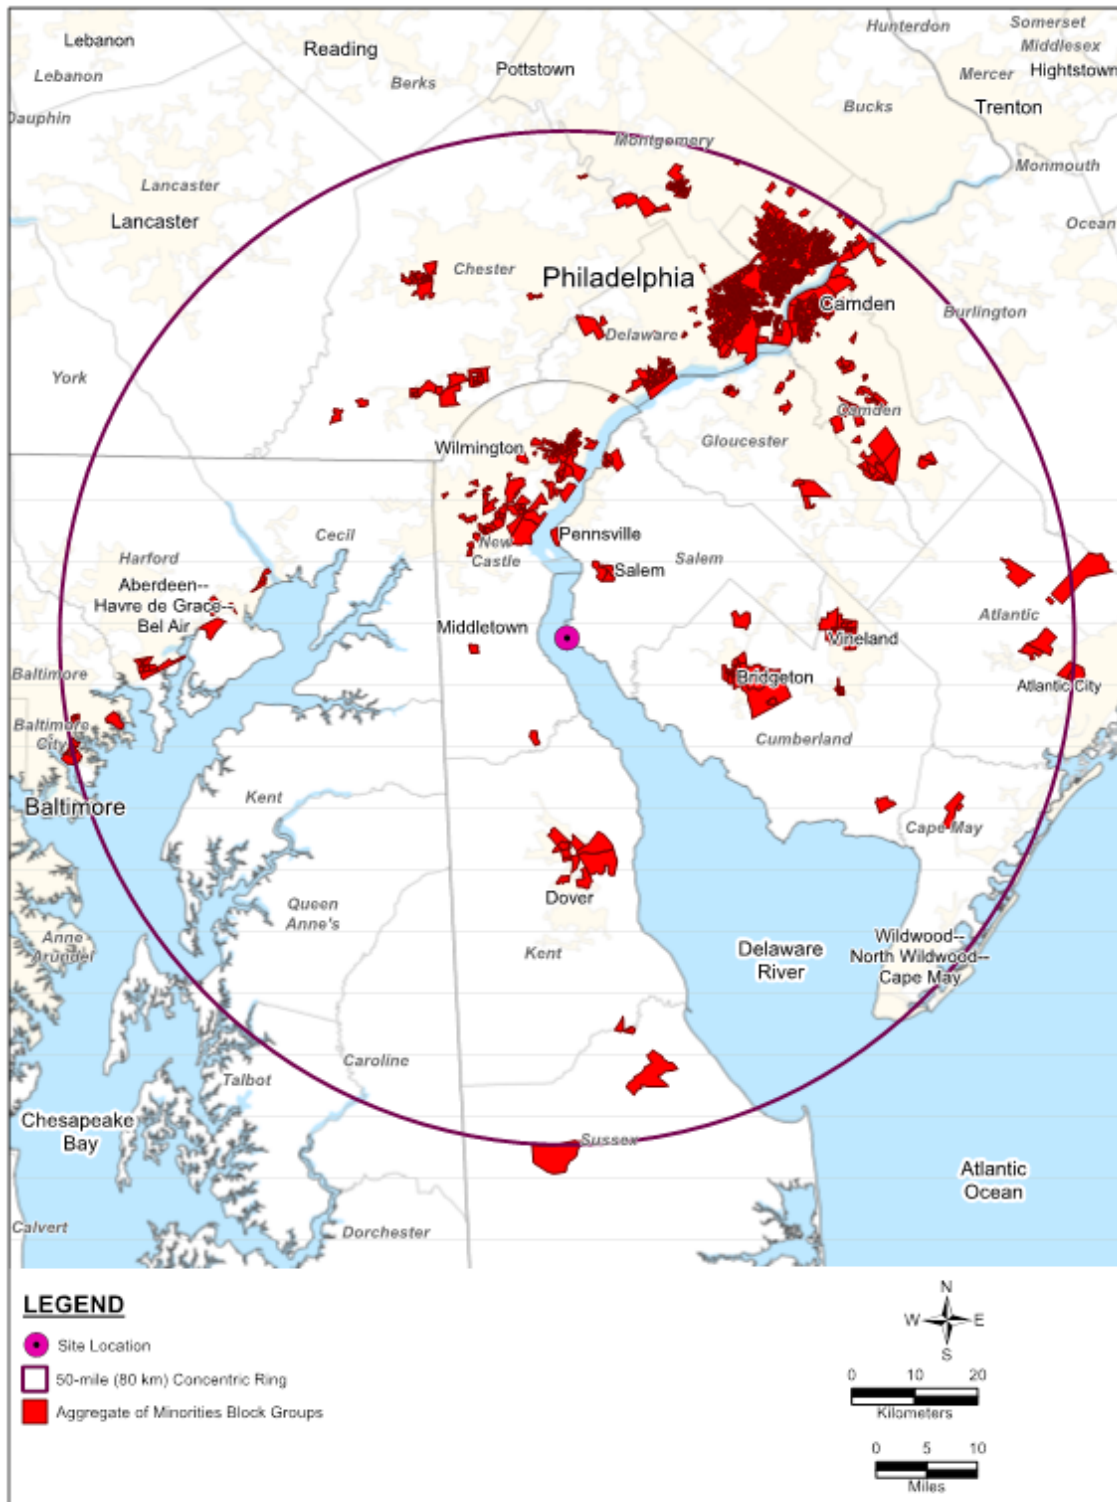 Hunterdon
Somerset
Lebanon
Reading
Middlesex
Pottstown
Mercer
Hightstown
Lebanon
Berks
Bucks
Trenton
Dauphin
Montgomery
Monmouth
Lancaster
Lancaster
Ocean
Chester
Philadelphia
Camden
Burlington
Delaware
York
Camden
Gloucester
Wilmington
Pennsville
New
Castle
Cecil
Harford
Salem
Salem
Aberdeen--
Havre de Grace--
Bel Air
Atlantic
Middletown
Vineland
Baltimore
Bridgeton
Atlantic City
Baltimore
City
Cumberland
Kent
Baltimore
Cape May
Dover
Queen
Anne's
Anne
Arundel
Kent
Delaware
River
Wildwood--
North Wildwood--
Cape May
Caroline
Talbot
Chesapeake
Bay
Sussex
Atlantic
Ocean
Calvert
Dorchester
LEGEND
Site Location
50-mile (80 km) Concentric Ring
Aggregate of Minorities Block Groups
N
W E
S
0 10 20
Kilometers
0 5 10
Miles